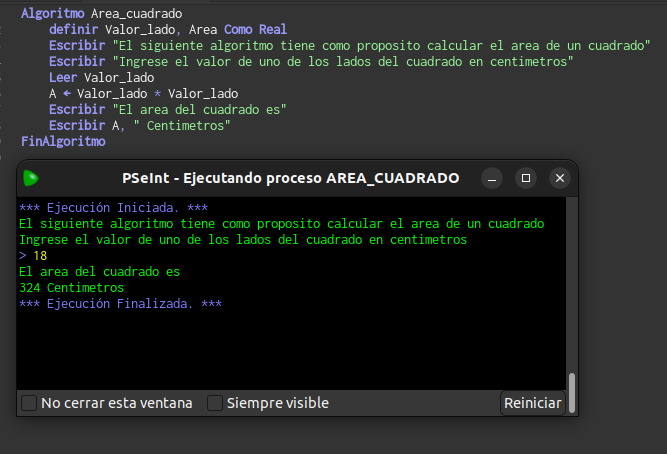 Algoritmo Area_cuadrado
definir Valor_lado, Area Como Real
Escribir "El siguiente algoritmo tiene como proposito calcular el area de un cuadrado"
Escribir "Ingrese el valor de uno de los lados del cuadrado en centimetros"
Leer Valor_lado
A ← Valor_lado * Valor_lado
Escribir "El area del cuadrado es"
Escribir A, " Centimetros"
FinAlgoritmo
PSeInt - Ejecutando proceso AREA_CUADRADO
*** Ejecución Iniciada. ***
El siguiente algoritmo tiene como proposito calcular el area de un cuadrado
Ingrese el valor de uno de los lados del cuadrado en centimetros
> 18
El area del cuadrado es
324 Centimetros
*** Ejecución Finalizada. ***
No cerrar esta ventana Siempre visible Reiniciar